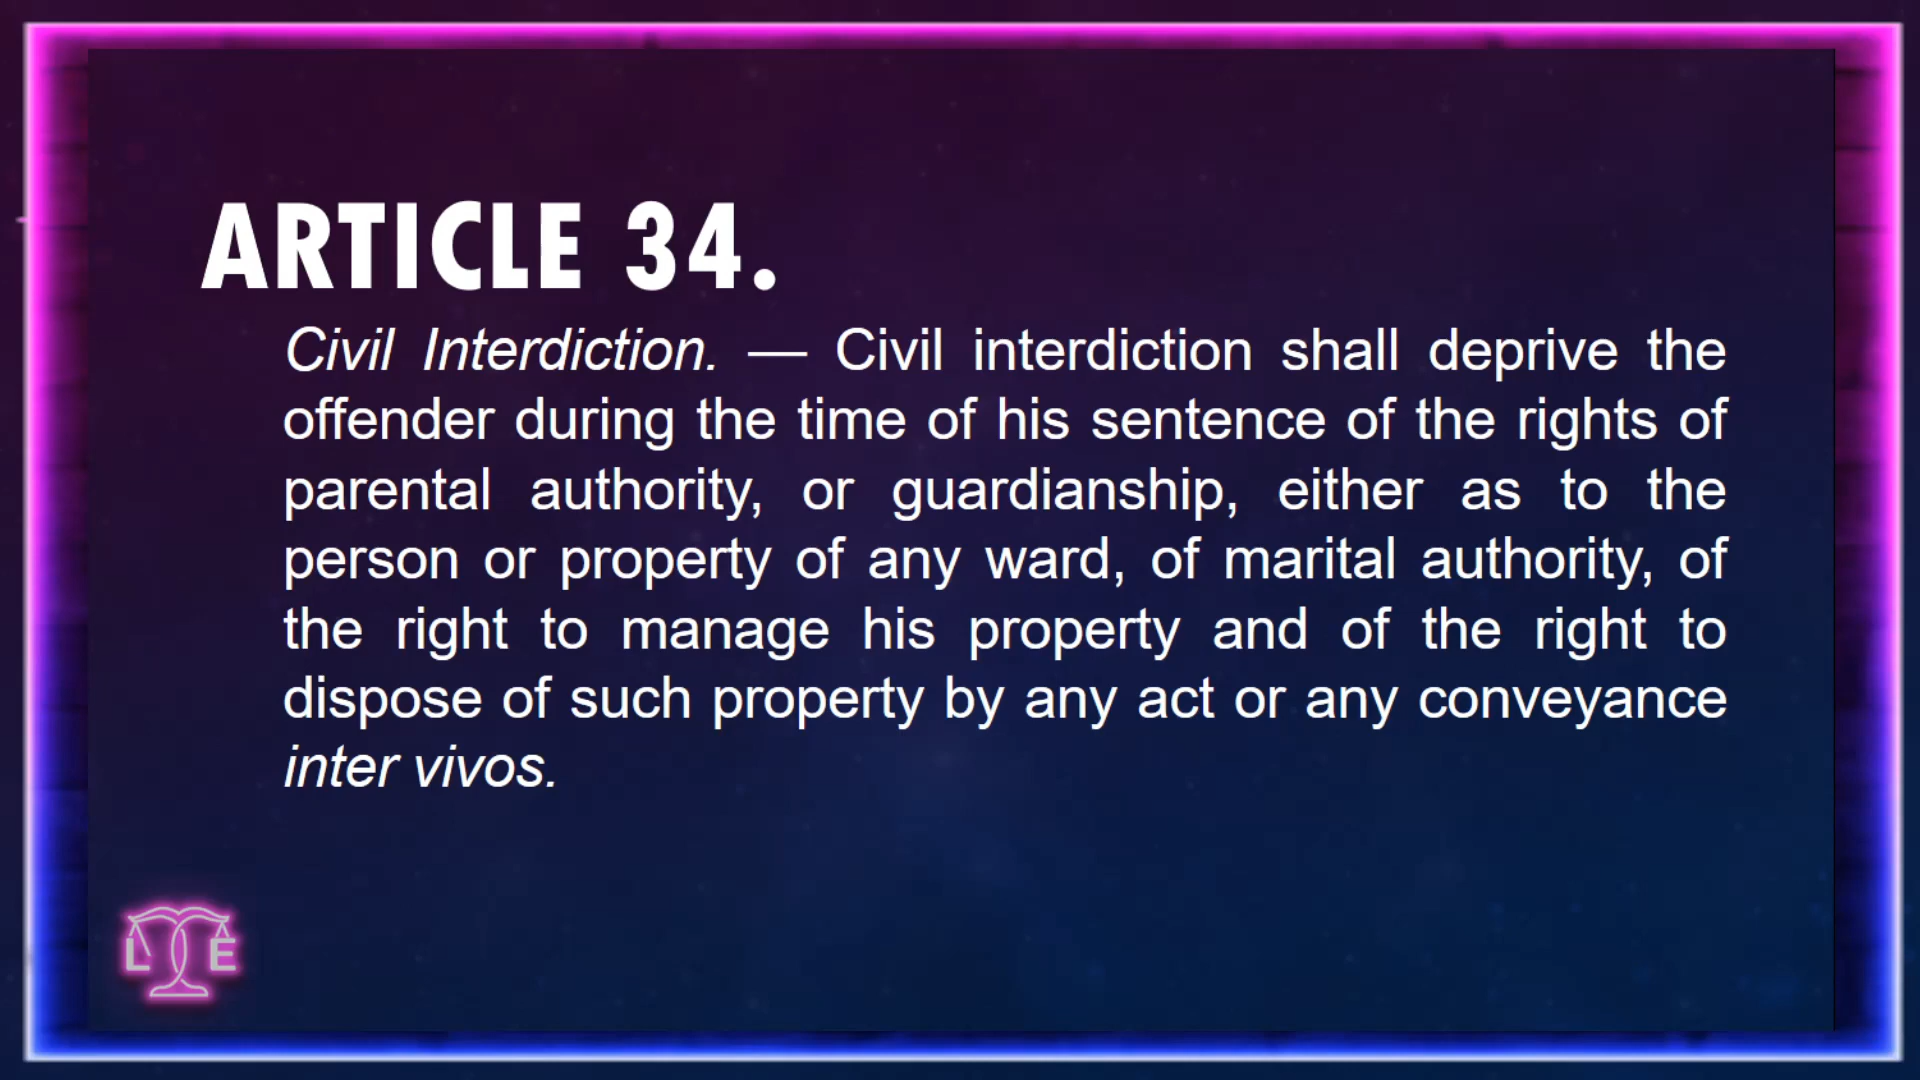 ARTICLE 34.
Civil Interdiction. — Civil interdiction shall deprive the
offender during the time of his sentence of the rights of
parental authority, or guardianship, either as to the
person or property of any ward, of marital authority, of
the right to manage his property and of the right to
dispose of such property by any act or any conveyance
inter vivos.
L E